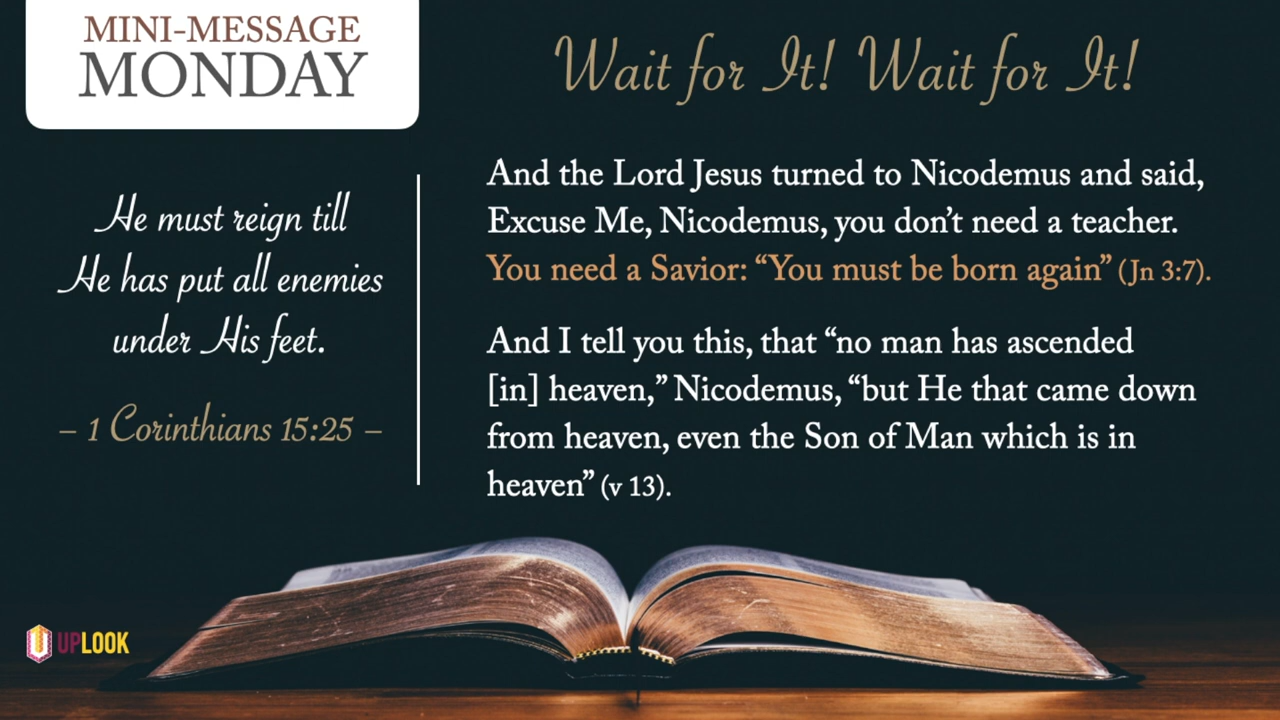 MINI-MESSAGE
MONDAY
Wait for It! Wait for It!
He must reign till
He has put all enemies
under His feet.
– 1 Corinthians 15:25 –
And the Lord Jesus turned to Nicodemus and said,
Excuse Me, Nicodemus, you don’t need a teacher.
You need a Savior: “You must be born again” (Jn 3:7).
And I tell you this, that “no man has ascended
[in] heaven,” Nicodemus, “but He that came down
from heaven, even the Son of Man which is in
heaven” (v 13).
UPLOOK